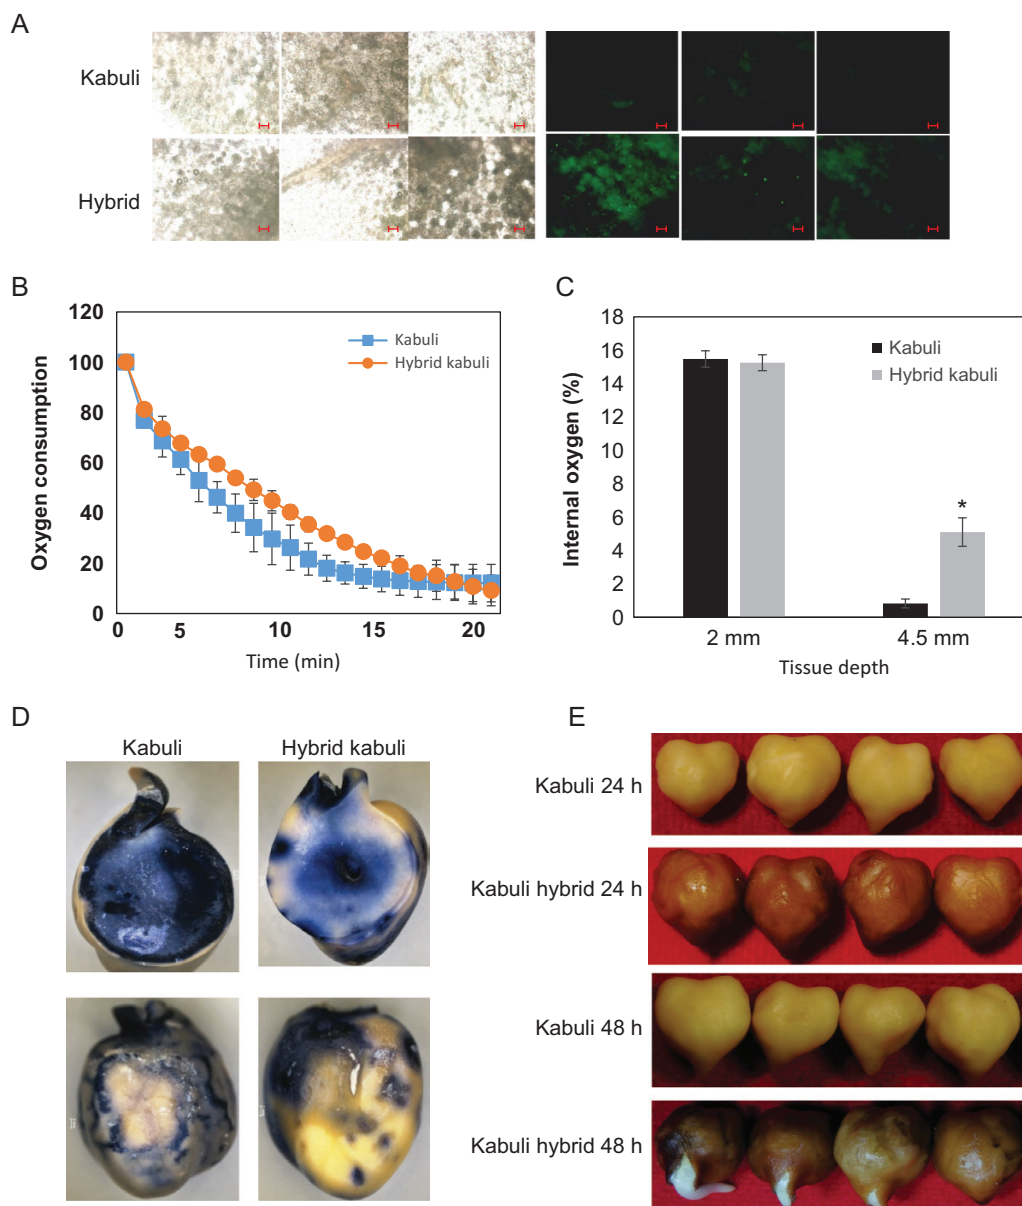 A
Kabuli
Hybrid
B
120
100
80
60
40
20
0
0 5 10 15 20
Oxygen consumption
Time (min)
Kabuli
Hybrid kabuli
C
18
16
14
12
10
8
6
4
2
0
Internal oxygen (%)
Kabuli
Hybrid kabuli
*
2 mm 4.5 mm
Tissue depth
D
Kabuli Hybrid kabuli
E
Kabuli 24 h
Kabuli hybrid 24 h
Kabuli 48 h
Kabuli hybrid 48 h